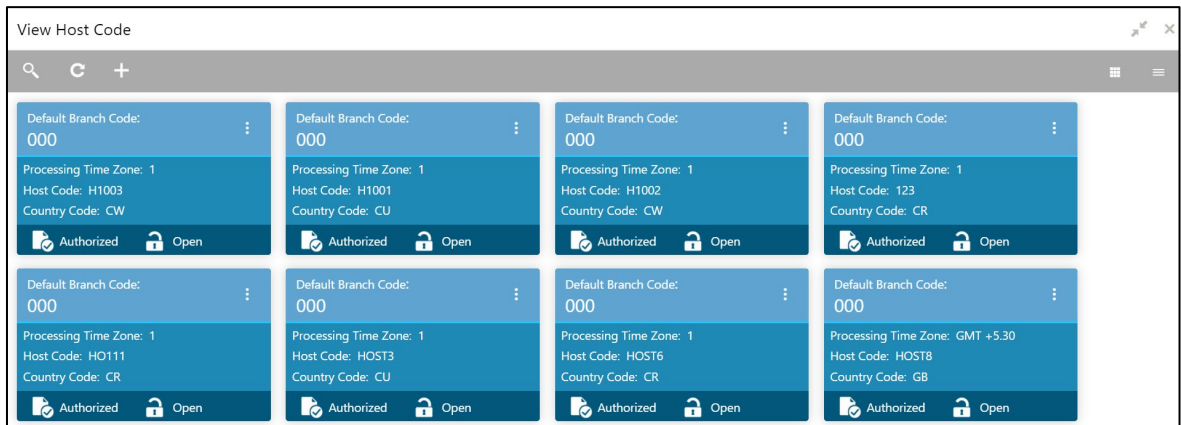 View Host Code
Default Branch Code:
000
Processing Time Zone: 1
Host Code: H1003
Country Code: CW
Authorized Open
Default Branch Code:
000
Processing Time Zone: 1
Host Code: H1001
Country Code: CU
Authorized Open
Default Branch Code:
000
Processing Time Zone: 1
Host Code: H1002
Country Code: CW
Authorized Open
Default Branch Code:
000
Processing Time Zone: 1
Host Code: 123
Country Code: CR
Authorized Open
Default Branch Code:
000
Processing Time Zone: 1
Host Code: HO111
Country Code: CR
Authorized Open
Default Branch Code:
000
Processing Time Zone: 1
Host Code: HOST3
Country Code: CU
Authorized Open
Default Branch Code:
000
Processing Time Zone: 1
Host Code: HOST6
Country Code: CR
Authorized Open
Default Branch Code:
000
Processing Time Zone: GMT +5.30
Host Code: HOST8
Country Code: GB
Authorized Open